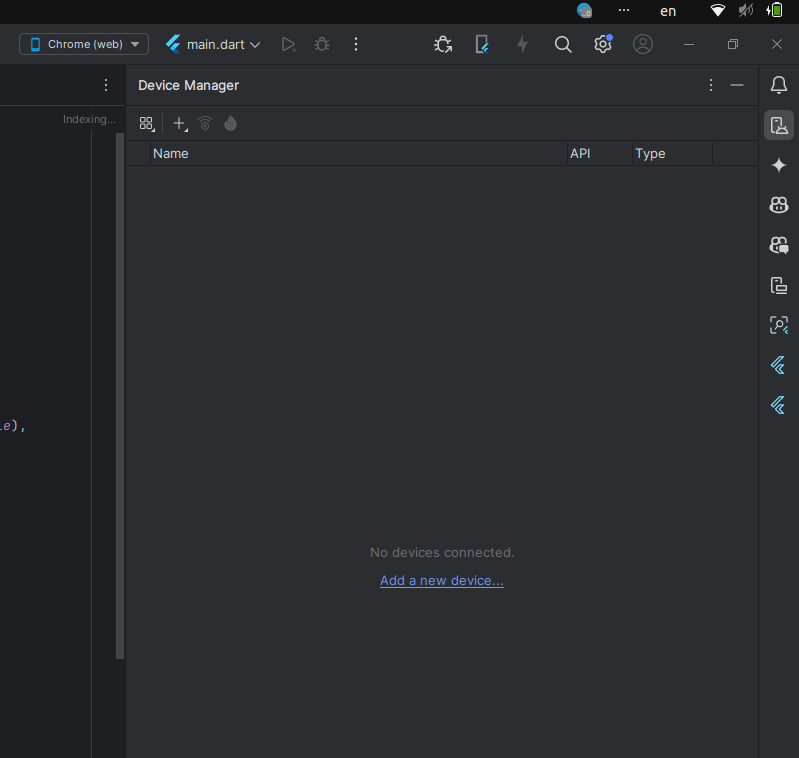 en
Chrome (web)
main.dart
Device Manager
Indexing...
Name API Type
e),
No devices connected.
Add a new device...